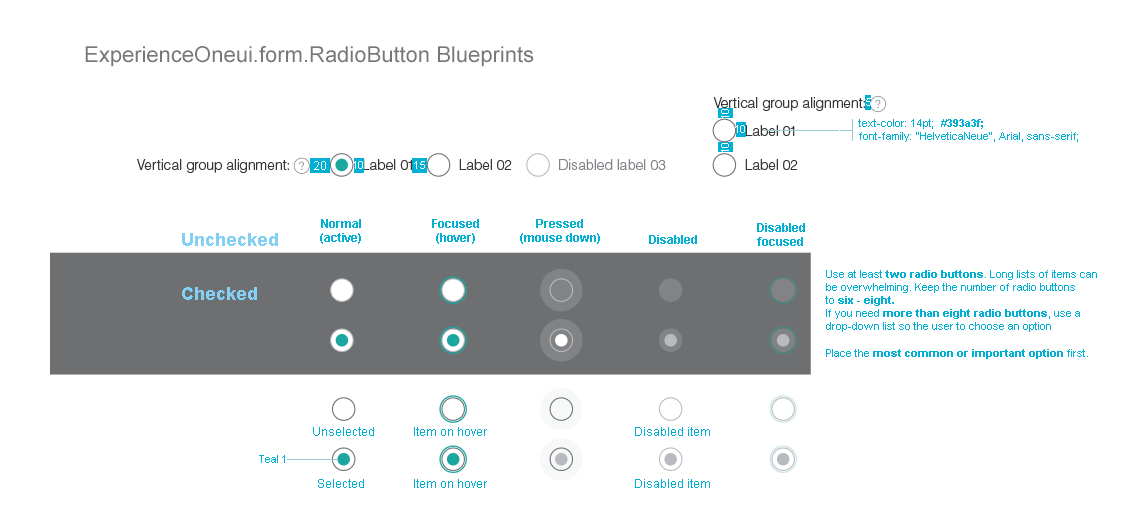 ExperienceOneui.form.RadioButton Blueprints
Vertical group alignment: ?
10
10 Label 01
text-color: 14pt; #393a3f;
font-family: "HelveticaNeue", Arial, sans-serif;
10
Label 02
Vertical group alignment: ? 20 10 Label 01 15 Label 02 Disabled label 03
Unchecked
Normal
(active)
Focused
(hover)
Pressed
(mouse down)
Disabled
Disabled
focused
Checked
Use at least two radio buttons. Long lists of items can
be overwhelming. Keep the number of radio buttons
to six - eight.
If you need more than eight radio buttons, use a
drop-down list so the user to choose an option
Place the most common or important option first.
Unselected
Item on hover
Disabled item
Teal 1
Selected
Item on hover
Disabled item